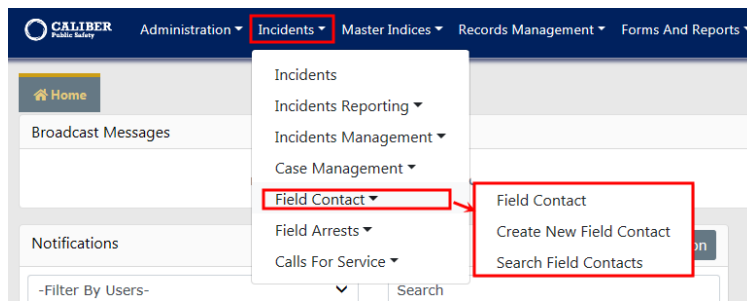 CALIBER
Public Safety
Administration
Incidents
Master Indices
Records Management
Forms And Reports
Home
Broadcast Messages
Incidents
Incidents Reporting
Incidents Management
Case Management
Field Contact
Field Arrests
Calls For Service
Field Contact
Create New Field Contact
Search Field Contacts
Notifications
-Filter By Users-
Search